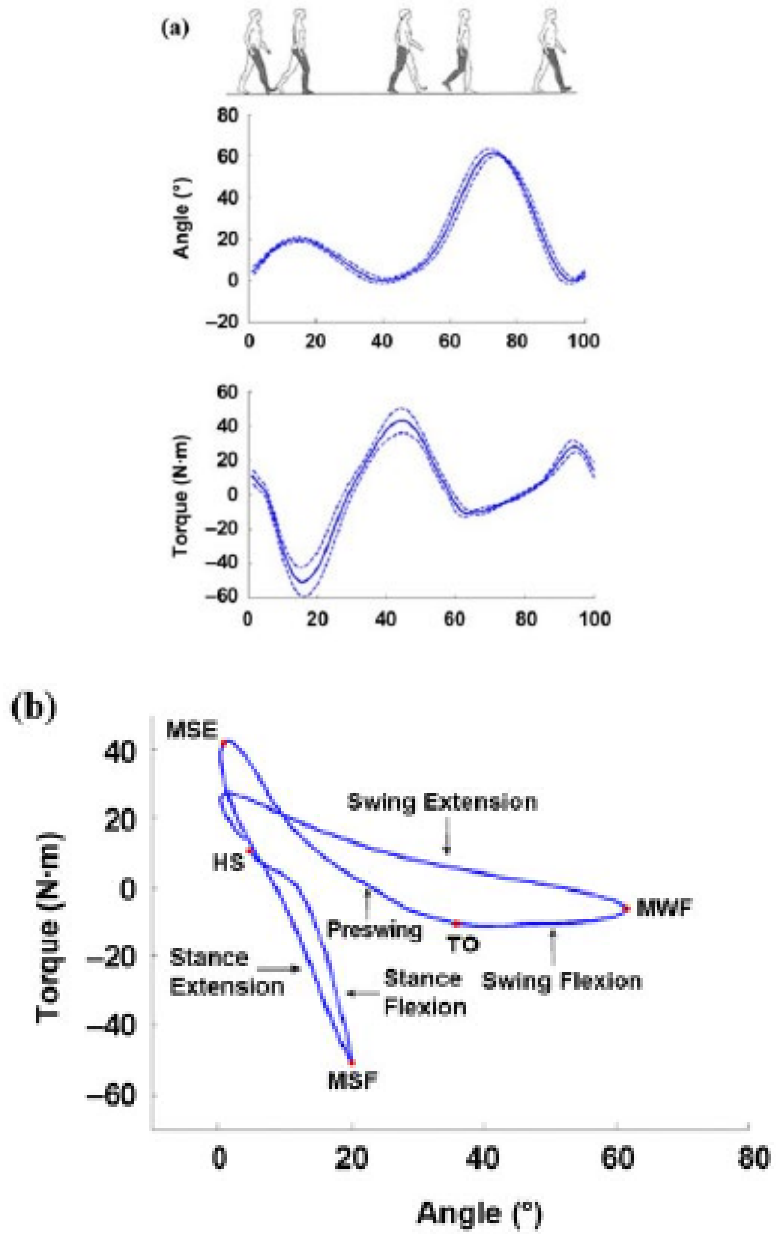 (a)
80
60
40
20
0
−20
Angle (°)
0 20 40 60 80 100
60
40
20
0
−20
−40
−60
Torque (N·m)
0 20 40 60 80 100
(b)
MSE
40
Swing Extension
20
HS
0
MWF
Preswing
TO
−20
Stance
Extension
Stance
Flexion
Swing Flexion
−40
MSF
−60
Torque (N·m)
0 20 40 60 80
Angle (°)